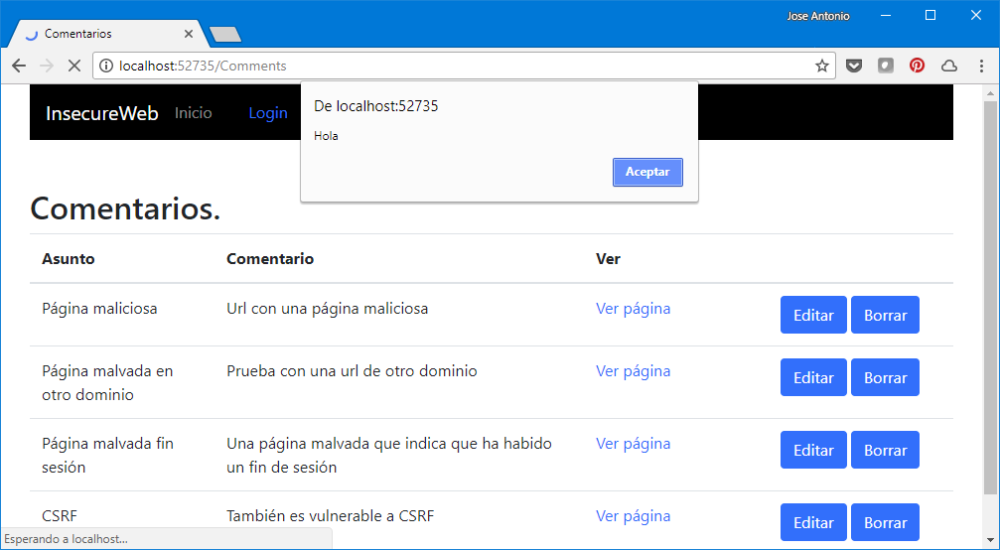 Jose Antonio
Comentarios
localhost:52735/Comments
InsecureWeb Inicio Login
De localhost:52735
Hola
Aceptar
Comentarios.
Asunto Comentario Ver
Página maliciosa Url con una página maliciosa Ver página Editar Borrar
Página malvada en
otro dominio
Prueba con una url de otro dominio Ver página Editar Borrar
Página malvada fin
sesión
Una página malvada que indica que ha habido
un fin de sesión
Ver página Editar Borrar
CSRF También es vulnerable a CSRF Ver página Editar Borrar
Esperando a localhost...